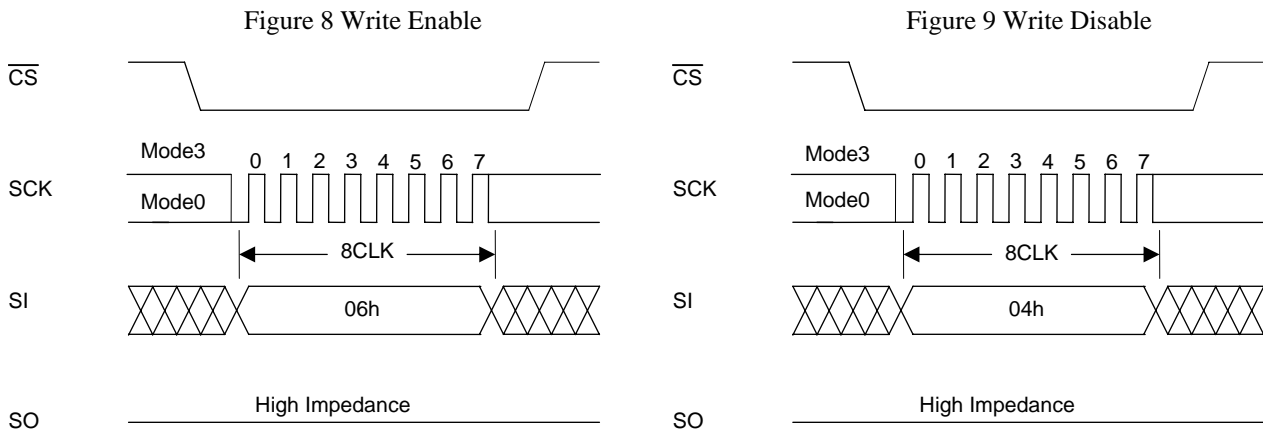 Figure 8 Write Enable
CS
Mode3
0 1 2 3 4 5 6 7
SCK
Mode0
8CLK
SI
06h
High Impedance
SO
Figure 9 Write Disable
CS
Mode3
0 1 2 3 4 5 6 7
SCK
Mode0
8CLK
SI
04h
High Impedance
SO